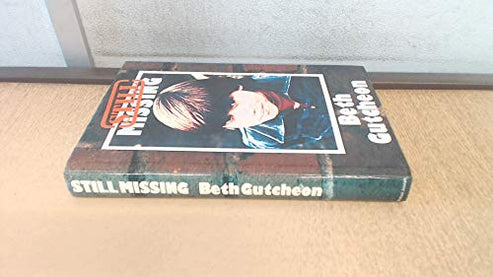 STILL
MISSING
Beth
Gutcheon
STILL MISSING Beth Gutcheon